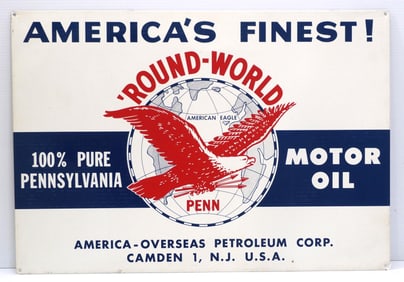 AMERICA'S FINEST!
'ROUND-WORLD
AMERICAN EAGLE
100% PURE
PENNSYLVANIA
PENN
MOTOR
OIL
AMERICA-OVERSEAS PETROLEUM CORP.
CAMDEN 1, N.J. U.S.A.